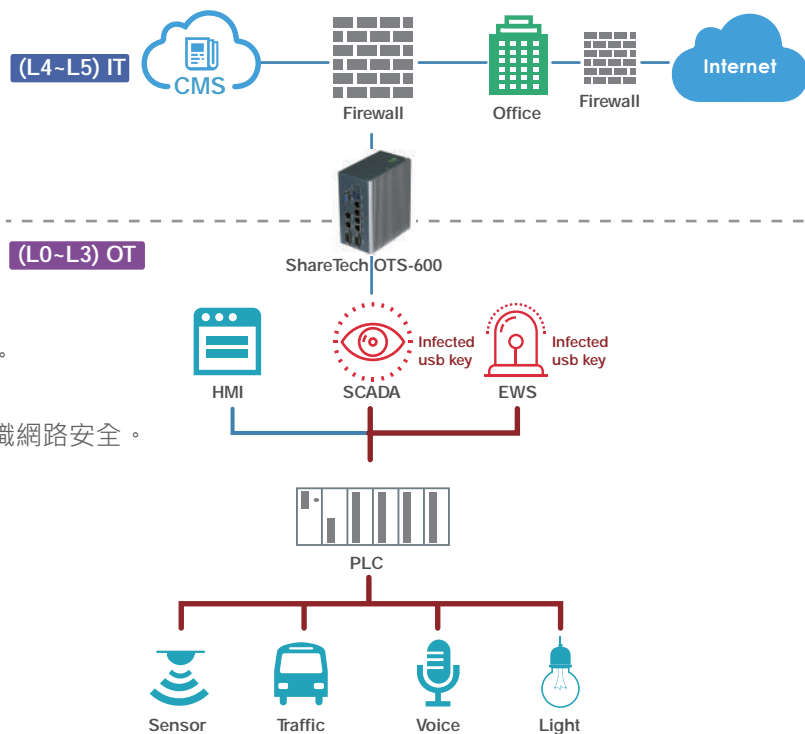 (L4~L5) IT
CMS
Firewall
Office
Firewall
Internet
ShareTech OTS-600
(L0~L3) OT
HMI
SCADA
Infected
usb key
EWS
Infected
usb key
。
織網路安全。
PLC
Sensor
Traffic
Voice
Light